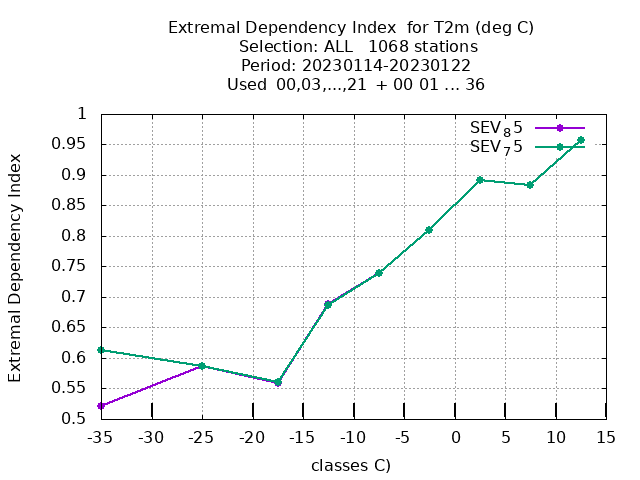 Extremal Dependency Index  for T2m (deg C)
Selection: ALL   1068 stations
Period: 20230114-20230122
Used  00,03,...,21  + 00 01 ... 36
SEV₈5
SEV₇5
Extremal Dependency Index
1
0.95
0.9
0.85
0.8
0.75
0.7
0.65
0.6
0.55
0.5
-35 -30 -25 -20 -15 -10 -5 0 5 10 15
classes C)